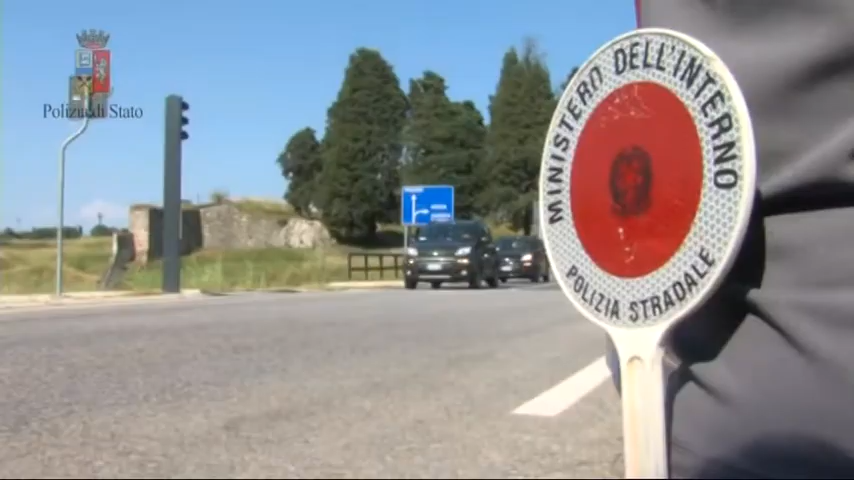 Polizia di Stato
MINISTERO DELL'INTERNO
POLIZIA STRADALE